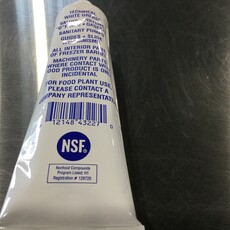 TECHNICAL
WHITE GREASE
SANITARY PUMPS
GUIDES + SLIDE
ALL INTERIOR PARTS
OF FREEZER BARREL
MACHINERY PARTS
WHERE CONTACT WITH
FOOD PRODUCT IS ONLY
INCIDENTAL
FOR FOOD PLANT USE
PLEASE CONTACT A
COMPANY REPRESENTATIVE
12148 43227
NSF
Nonfood Compounds
Program Listed: H1
Registration #